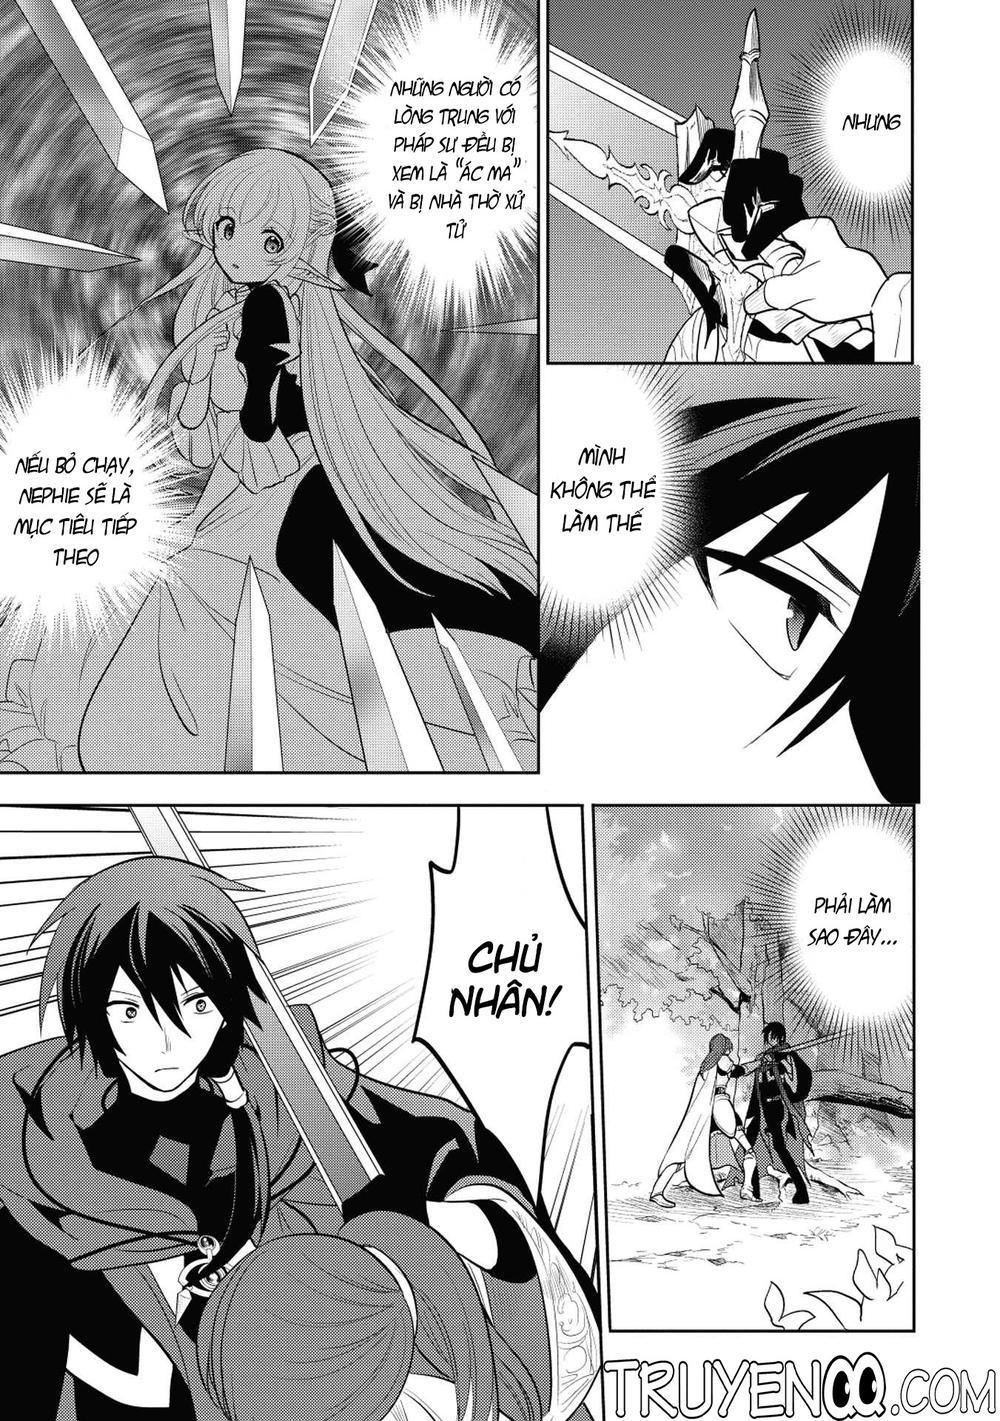 NHƯNG
MÌNH
KHÔNG THỂ
LÀM THẾ
NHỮNG NGƯỜI CÓ
LÒNG TRUNG VỚI
PHÁP SƯ ĐỀU BỊ
XEM LÀ "ÁC MA"
VÀ BỊ NHÀ THỜ XỬ
TỬ
NẾU BỎ CHẠY,
NEPHIE SẼ LÀ
MỤC TIÊU TIẾP
THEO
PHẢI LÀM
SAO ĐÂY...
CHỦ
NHÂN!
TRUYENQQ.COM